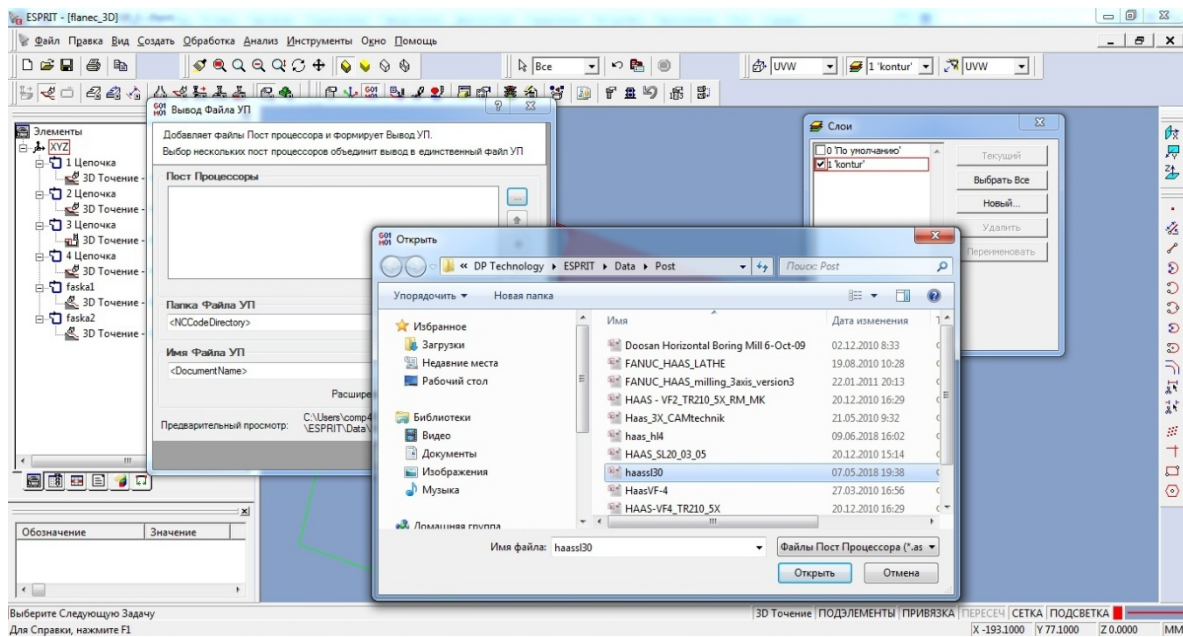 ESPRIT - [flanec_3D]
Файл Правка Вид Создать Обработка Анализ Инструменты Окно Помощь
Все
UVW
1 'kontur'
UVW
Элементы
XYZ
1 Цепочка
3D Точение -
2 Цепочка
3D Точение -
3 Цепочка
3D Точение -
4 Цепочка
3D Точение -
faska1
3D Точение -
faska2
3D Точение -
Обозначение Значение
Вывод Файла УП
Добавляет файлы Пост процессора и формирует Вывод УП.
Выбор нескольких пост процессоров объединит вывод в единственный файл УП
Пост Процессоры
Папка Файла УП
<NCCodeDirectory>
Имя Файла УП
<DocumentName>
Расшире
Предварительный просмотр: C:\Users\comp4
\ESPRIT\Data\
Слои
0 'По умолчанию'
1 'kontur'
Текущий
Выбрать Все
Новый...
Удалить
Переименовать
Открыть
« DP Technology ▸ ESPRIT ▸ Data ▸ Post
Поиск: Post
Упорядочить Новая папка
Избранное
Загрузки
Недавние места
Рабочий стол
Библиотеки
Видео
Документы
Изображения
Музыка
Домашняя группа
Имя Дата изменения
Doosan Horizontal Boring Mill 6-Oct-09 02.12.2010 8:33
FANUC_HAAS_LATHE 19.08.2010 10:28
FANUC_HAAS_milling_3axis_version3 22.01.2011 20:13
HAAS - VF2_TR210_5X_RM_MK 20.12.2010 16:29
Haas_3X_CAMtechnik 21.05.2010 9:32
haas_hl4 09.06.2018 16:02
HAAS_SL20_03_05 20.12.2010 15:14
haassl30 07.05.2018 19:38
HaasVF-4 27.03.2010 16:56
HAAS-VF4_TR210_5X 20.12.2010 16:29
Имя файла: haassl30
Файлы Пост Процессора (*.as
Открыть Отмена
Выберите Следующую Задачу
3D Точение ПОДЭЛЕМЕНТЫ ПРИВЯЗКА ПЕРЕСЕЧ СЕТКА ПОДСВЕТКА
Для Справки, нажмите F1
X -193.1000 Y 77.1000 Z 0.0000 MM